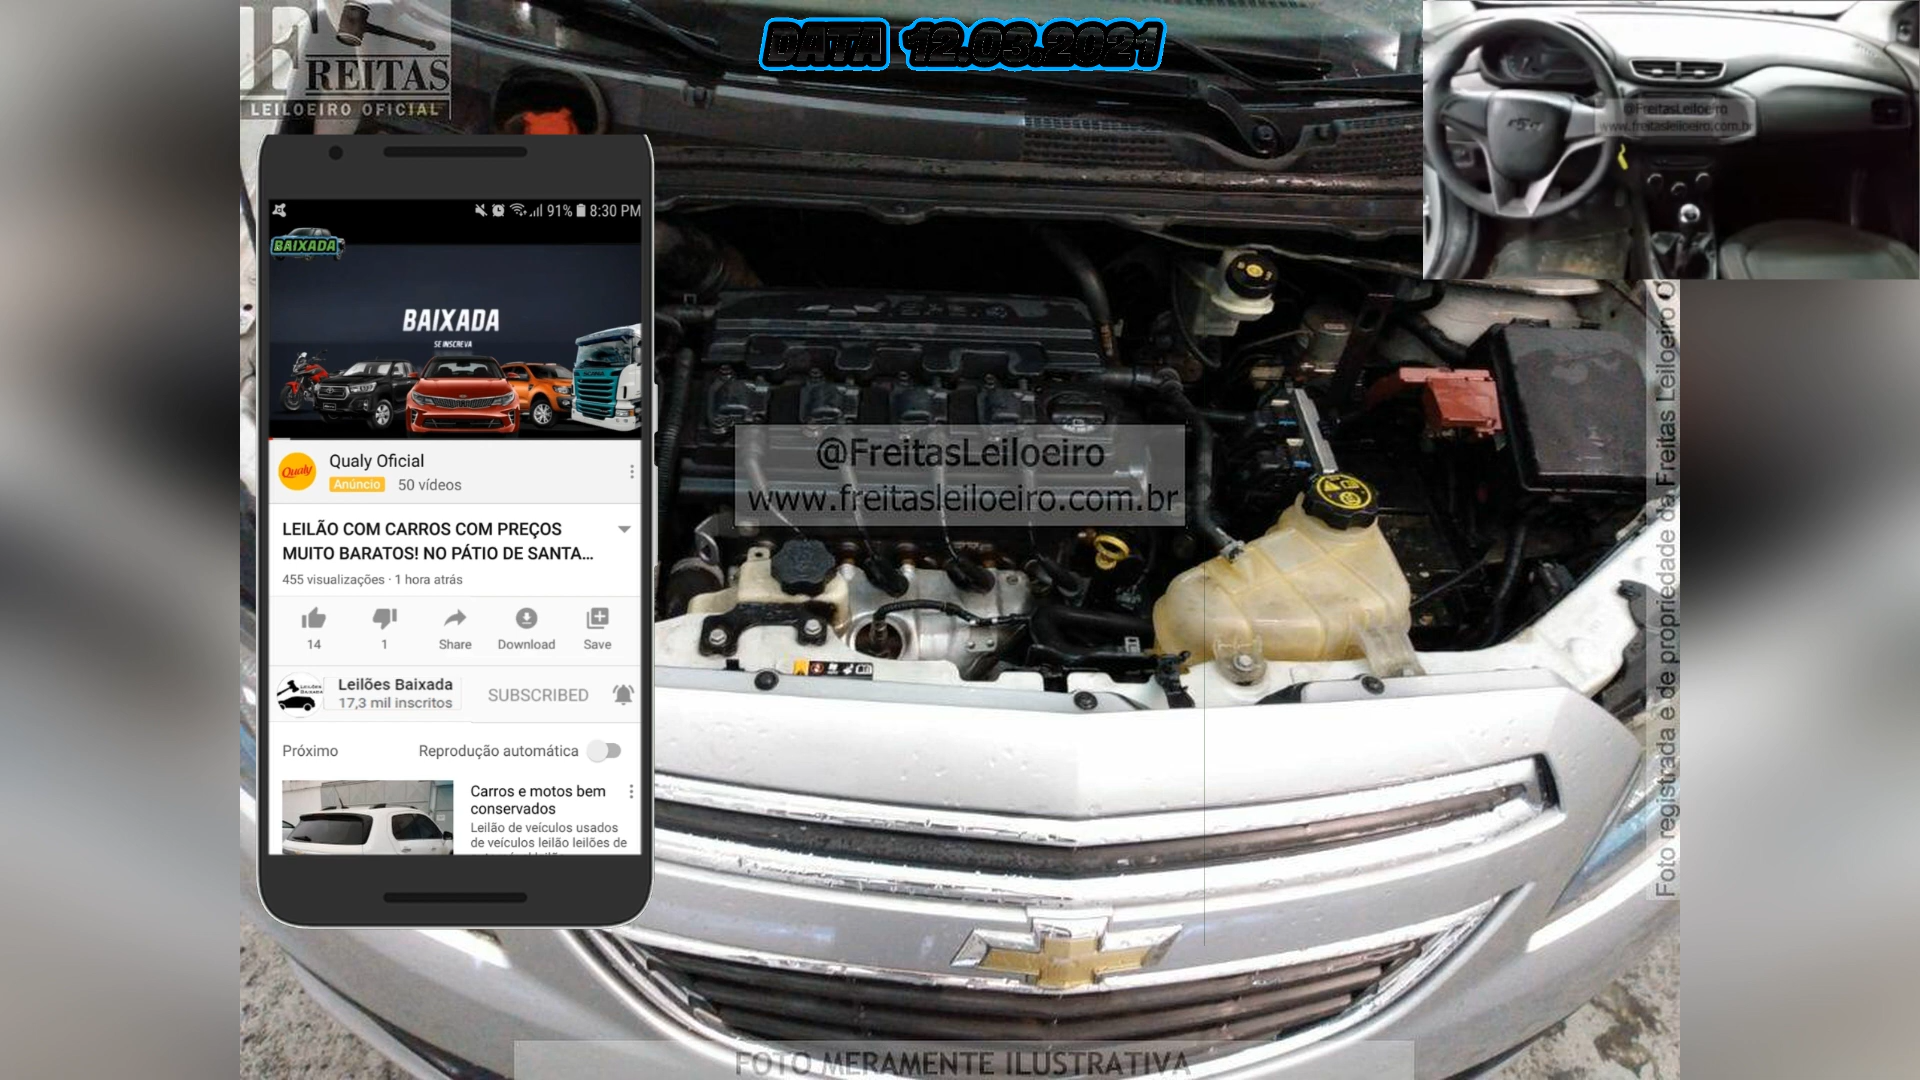 FREITAS
LEILOEIRO OFICIAL
DATA 12.03.2021
@FreitasLeiloeiro
www.freitasleiloeiro.com.br
91% 8:30 PM
BAIXADA
BAIXADA
SE INSCREVA
SCANIA
Qualy
Qualy Oficial
Anúncio 50 vídeos
LEILÃO COM CARROS COM PREÇOS
MUITO BARATOS! NO PÁTIO DE SANTA...
455 visualizações · 1 hora atrás
14 1 Share Download Save
LEILÕES
BAIXADA
Leilões Baixada
17,3 mil inscritos
SUBSCRIBED
Próximo Reprodução automática
Carros e motos bem
conservados
Leilão de veículos usados
de veículos leilão leilões de
@FreitasLeiloeiro
www.freitasleiloeiro.com.br
Foto registrada e de propriedade da Freitas Leiloeiro O
FOTO MERAMENTE ILUSTRATIVA